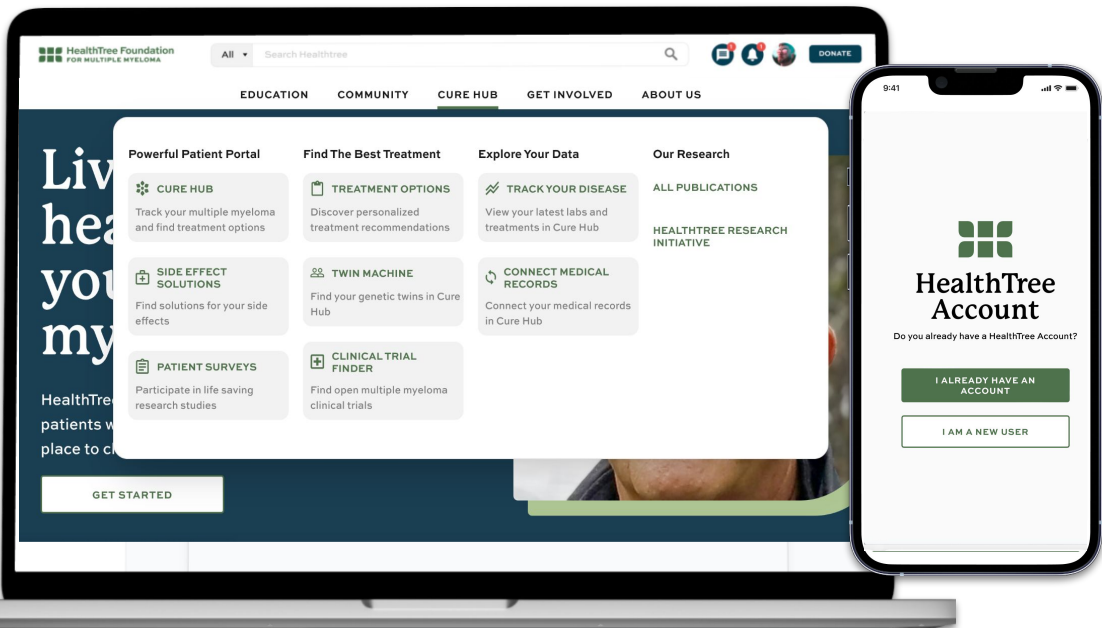 HealthTree Foundation
FOR MULTIPLE MYELOMA
All
Search Healthtree
1
1
DONATE
EDUCATION
COMMUNITY
CURE HUB
GET INVOLVED
ABOUT US
Liv
hea
you
my
HealthTree
patients w
place to cl
GET STARTED
Powerful Patient Portal
CURE HUB
Track your multiple myeloma
and find treatment options
SIDE EFFECT
SOLUTIONS
Find solutions for your side
effects
PATIENT SURVEYS
Participate in life saving
research studies
Find The Best Treatment
TREATMENT OPTIONS
Discover personalized
treatment recommendations
TWIN MACHINE
Find your genetic twins in Cure
Hub
CLINICAL TRIAL
FINDER
Find open multiple myeloma
clinical trials
Explore Your Data
TRACK YOUR DISEASE
View your latest labs and
treatments in Cure Hub
CONNECT MEDICAL
RECORDS
Connect your medical records
in Cure Hub
Our Research
ALL PUBLICATIONS
HEALTHTREE RESEARCH
INITIATIVE
9:41
HealthTree
Account
Do you already have a HealthTree Account?
I ALREADY HAVE AN
ACCOUNT
I AM A NEW USER